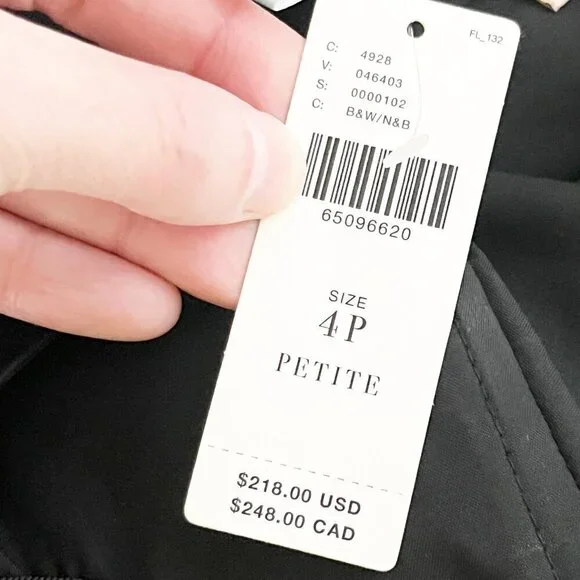 FL_132
C: 4928
V: 046403
S: 0000102
C: B&W/N&B
65096620
SIZE
4P
PETITE
$218.00 USD
$248.00 CAD